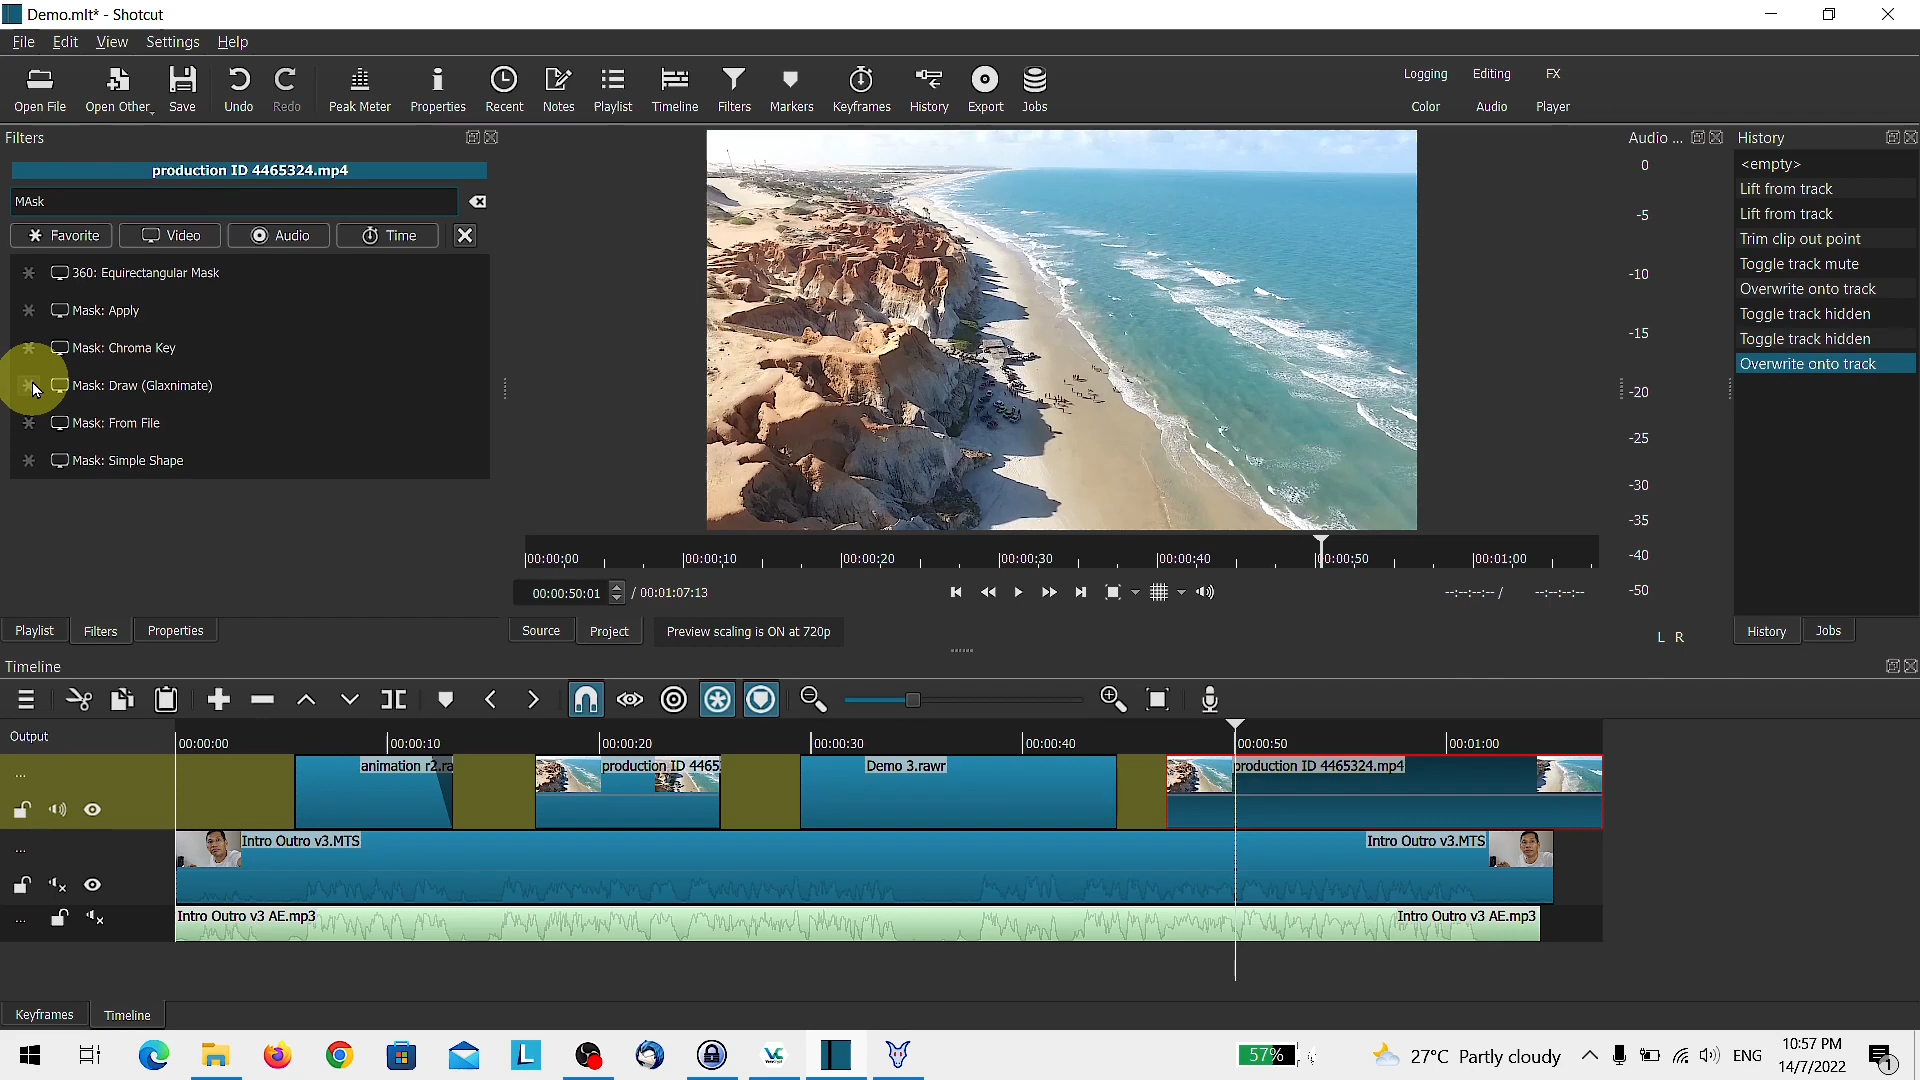 Demo.mlt* - Shotcut
File Edit View Settings Help
Open File Open Other Save Undo Redo Peak Meter Properties Recent Notes Playlist Timeline Filters Markers Keyframes History Export Jobs
Logging Editing FX
Color Audio Player
Filters
production ID 4465324.mp4
MAsk
Favorite Video Audio Time
360: Equirectangular Mask
Mask: Apply
Mask: Chroma Key
Mask: Draw (Glaxnimate)
Mask: From File
Mask: Simple Shape
Playlist Filters Properties
00:00:00 00:00:10 00:00:20 00:00:30 00:00:40 00:00:50 00:01:00
00:00:50:01 / 00:01:07:13
--:--:--:-- / --:--:--:--
Source Project Preview scaling is ON at 720p
Audio ...
0
-5
-10
-15
-20
-25
-30
-35
-40
-50
L R
History
<empty>
Lift from track
Lift from track
Trim clip out point
Toggle track mute
Overwrite onto track
Toggle track hidden
Toggle track hidden
Overwrite onto track
History Jobs
Timeline
Output
00:00:00 00:00:10 00:00:20 00:00:30 00:00:40 00:00:50 00:01:00
... animation r2.ra production ID 4465 Demo 3.rawr production ID 4465324.mp4
... Intro Outro v3.MTS Intro Outro v3.MTS
... Intro Outro v3 AE.mp3 Intro Outro v3 AE.mp3
Keyframes Timeline
57% 27°C Partly cloudy ENG
10:57 PM
14/7/2022
1